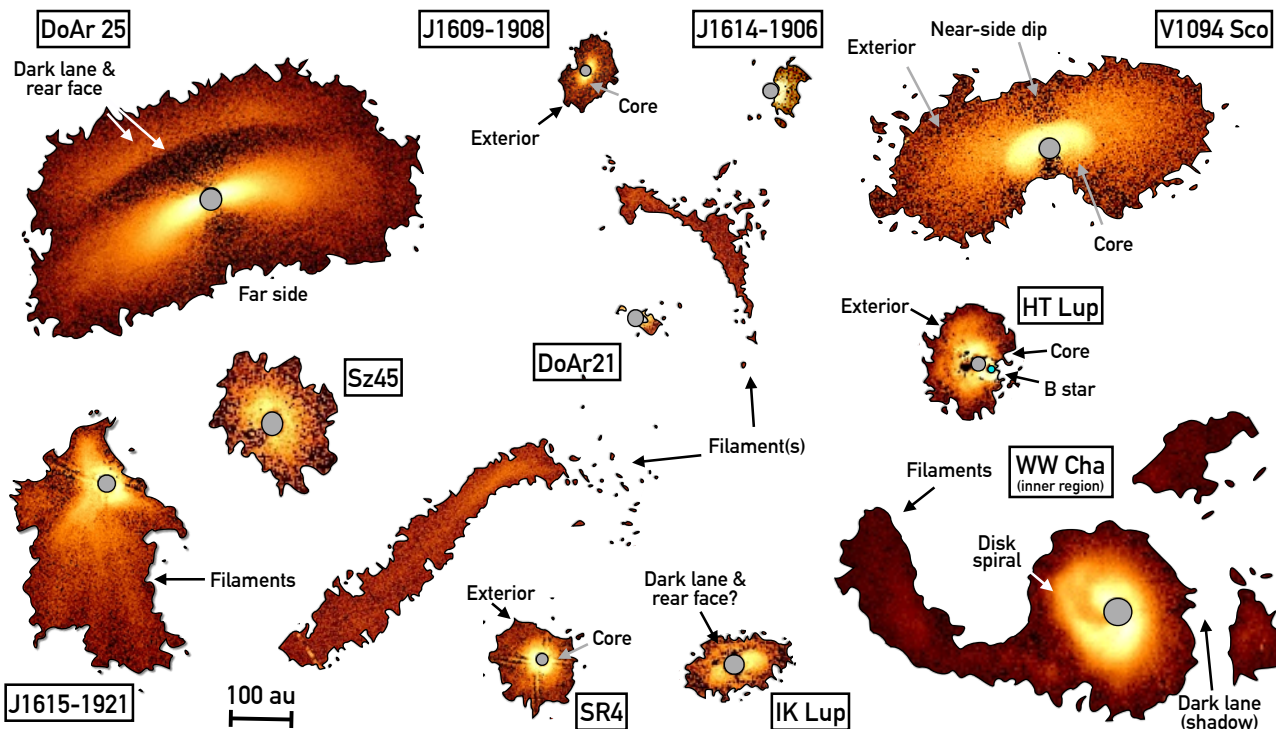 DoAr 25
Dark lane &
rear face
Far side
J1609-1908
Core
Exterior
J1614-1906
V1094 Sco
Near-side dip
Exterior
Core
HT Lup
Exterior
Core
B star
Sz45
DoAr21
Filament(s)
WW Cha
(inner region)
Filaments
Disk
spiral
Dark lane
(shadow)
Filaments
J1615-1921
100 au
Exterior
Core
SR4
Dark lane &
rear face?
IK Lup